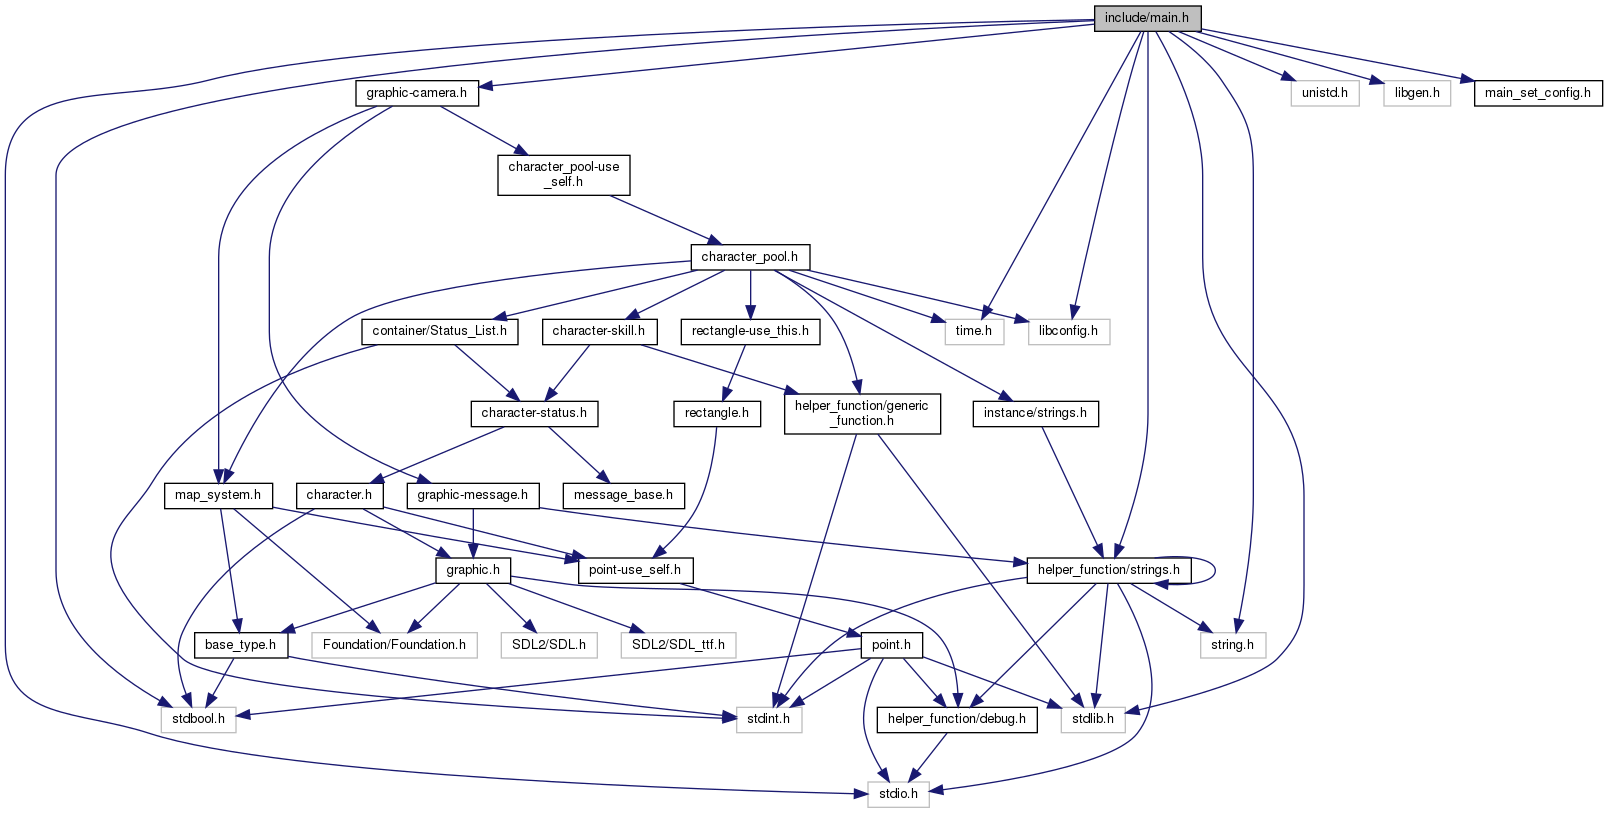 include/main.h
graphic-camera.h
unistd.h
libgen.h
main_set_config.h
character_pool-use
_self.h
character_pool.h
container/Status_List.h
character-skill.h
rectangle-use_this.h
time.h
libconfig.h
character-status.h
rectangle.h
helper_function/generic
_function.h
instance/strings.h
map_system.h
character.h
graphic-message.h
message_base.h
graphic.h
point-use_self.h
helper_function/strings.h
base_type.h
Foundation/Foundation.h
SDL2/SDL.h
SDL2/SDL_ttf.h
point.h
string.h
stdbool.h
stdint.h
helper_function/debug.h
stdlib.h
stdio.h